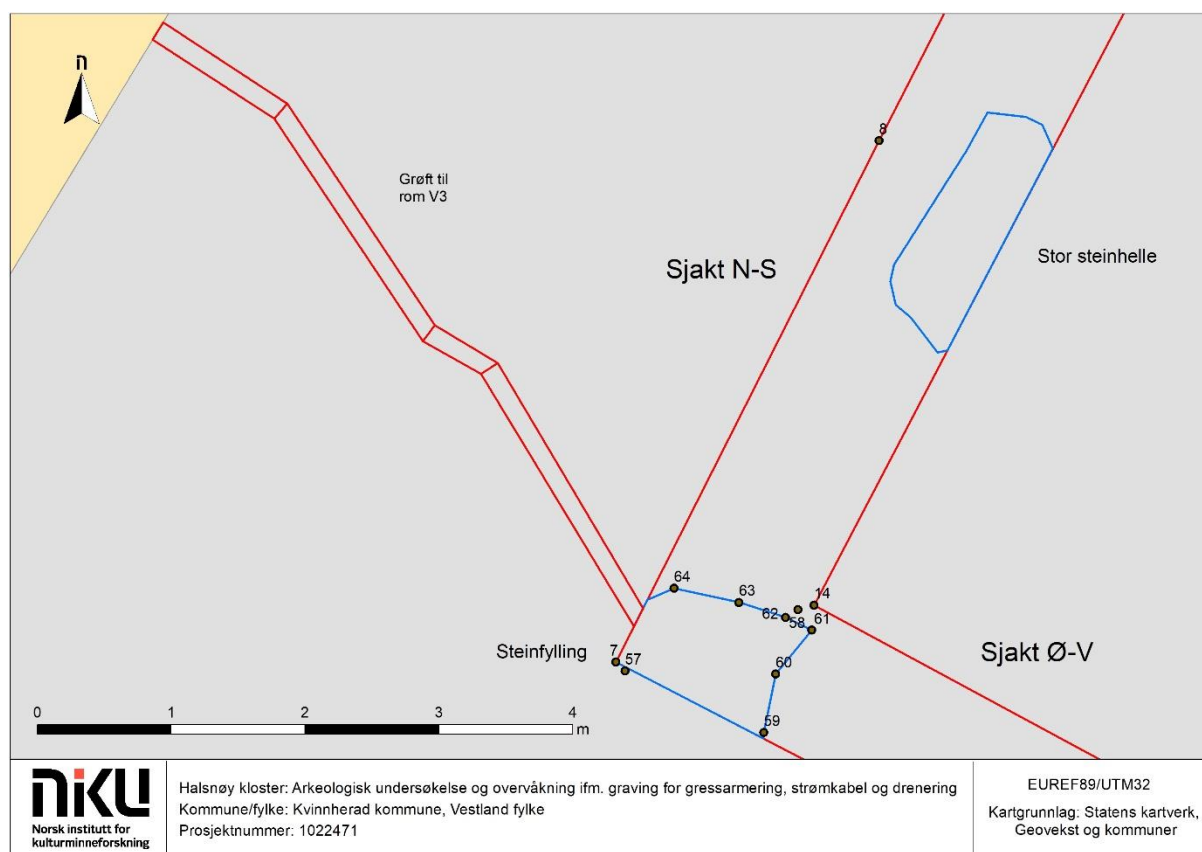 n
8
Grøft til
rom V3
Sjakt N-S
Stor steinhelle
64
63
14
62
58
61
Steinfylling
7
57
60
Sjakt Ø-V
59
0 1 2 3 4
m
NIKU
Norsk institutt for
kulturminneforskning
Halsnøy kloster: Arkeologisk undersøkelse og overvåkning ifm. graving for gressarmering, strømkabel og drenering
Kommune/fylke: Kvinnherad kommune, Vestland fylke
Prosjektnummer: 1022471
EUREF89/UTM32
Kartgrunnlag: Statens kartverk,
Geovekst og kommuner